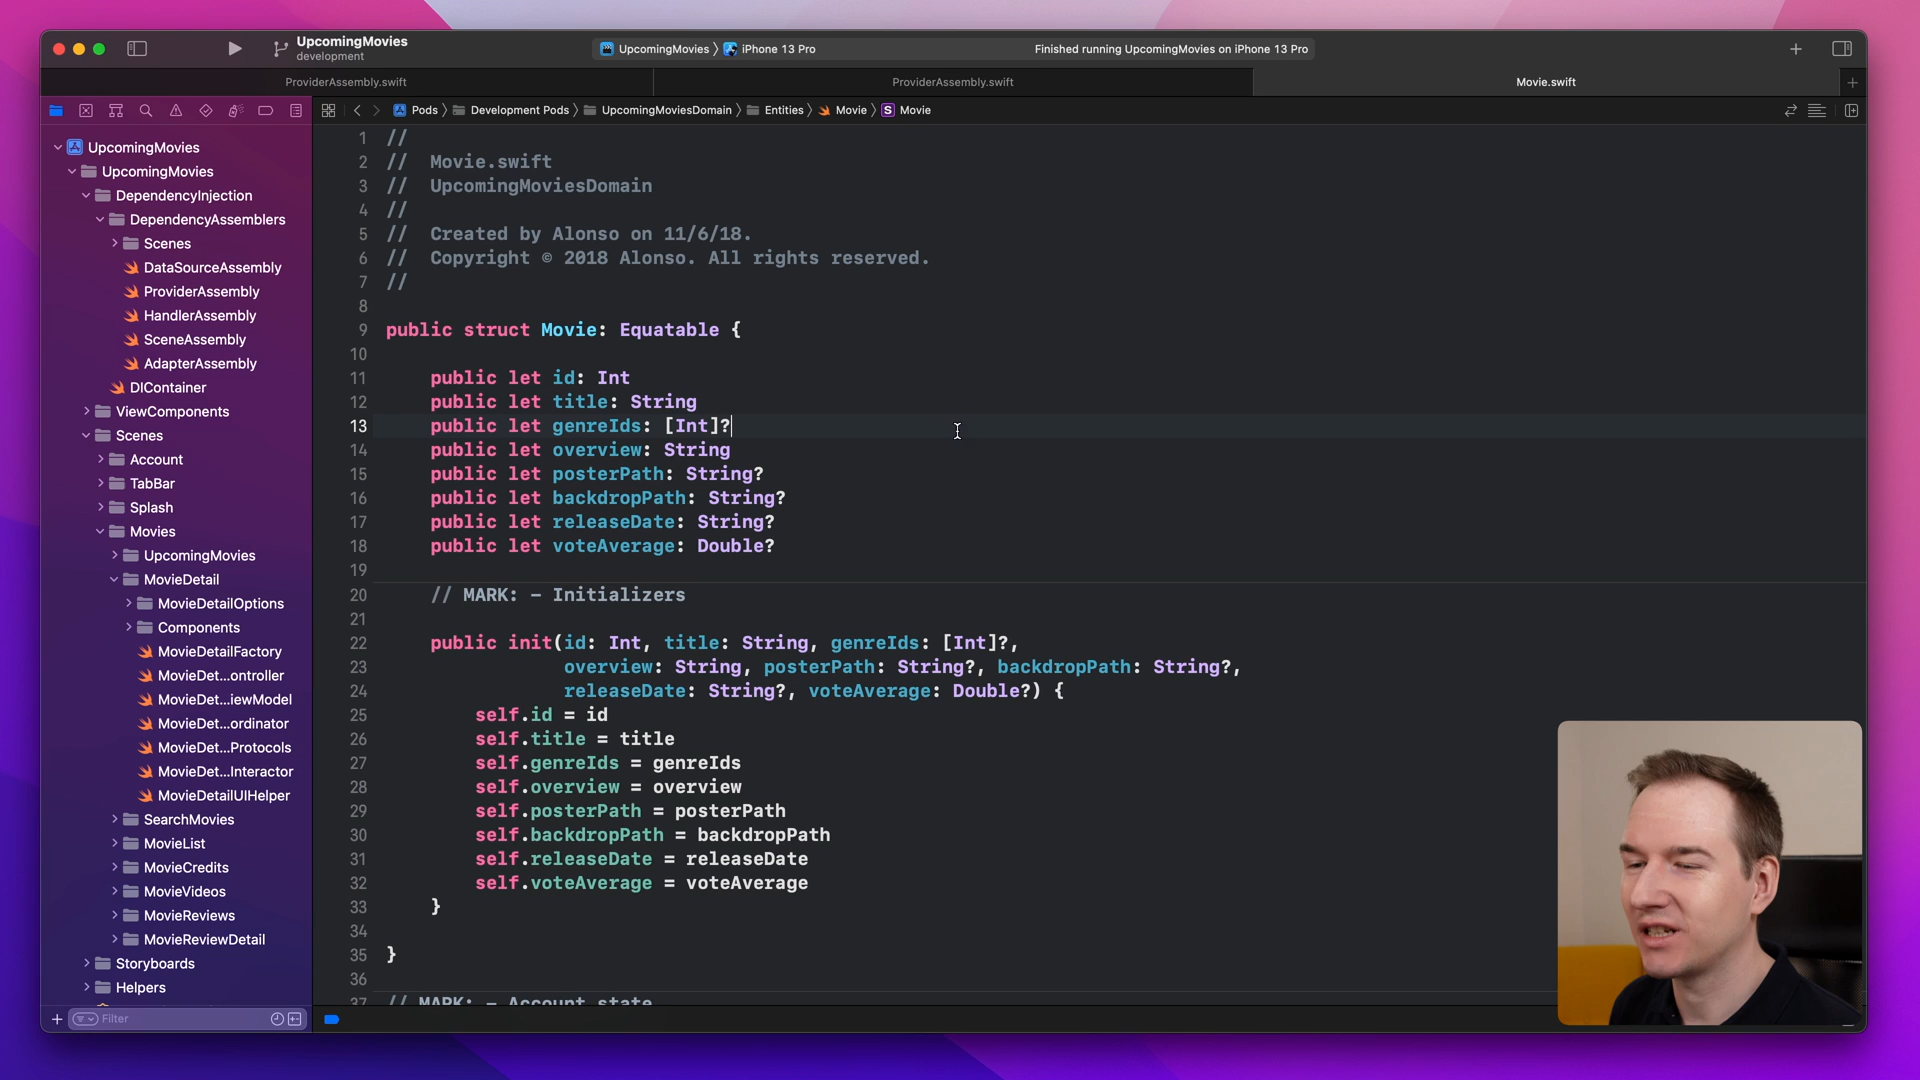 UpcomingMovies
development
UpcomingMovies
iPhone 13 Pro
Finished running UpcomingMovies on iPhone 13 Pro
ProviderAssembly.swift
ProviderAssembly.swift
Movie.swift
Pods
Development Pods
UpcomingMoviesDomain
Entities
Movie
S Movie
UpcomingMovies
UpcomingMovies
DependencyInjection
DependencyAssemblers
Scenes
DataSourceAssembly
ProviderAssembly
HandlerAssembly
SceneAssembly
AdapterAssembly
DIContainer
ViewComponents
Scenes
Account
TabBar
Splash
Movies
UpcomingMovies
MovieDetail
MovieDetailOptions
Components
MovieDetailFactory
MovieDet...ontroller
MovieDet...iewModel
MovieDet...ordinator
MovieDet...Protocols
MovieDet...Interactor
MovieDetailUIHelper
SearchMovies
MovieList
MovieCredits
MovieVideos
MovieReviews
MovieReviewDetail
Storyboards
Helpers
Filter
1 //
2 // Movie.swift
3 // UpcomingMoviesDomain
4 //
5 // Created by Alonso on 11/6/18.
6 // Copyright © 2018 Alonso. All rights reserved.
7 //
8
9 public struct Movie: Equatable {
10
11 public let id: Int
12 public let title: String
13 public let genreIds: [Int]?
14 public let overview: String
15 public let posterPath: String?
16 public let backdropPath: String?
17 public let releaseDate: String?
18 public let voteAverage: Double?
19
20 // MARK: - Initializers
21
22 public init(id: Int, title: String, genreIds: [Int]?,
23 overview: String, posterPath: String?, backdropPath: String?,
24 releaseDate: String?, voteAverage: Double?) {
25 self.id = id
26 self.title = title
27 self.genreIds = genreIds
28 self.overview = overview
29 self.posterPath = posterPath
30 self.backdropPath = backdropPath
31 self.releaseDate = releaseDate
32 self.voteAverage = voteAverage
33 }
34
35 }
36
37 // MARK: - Account state